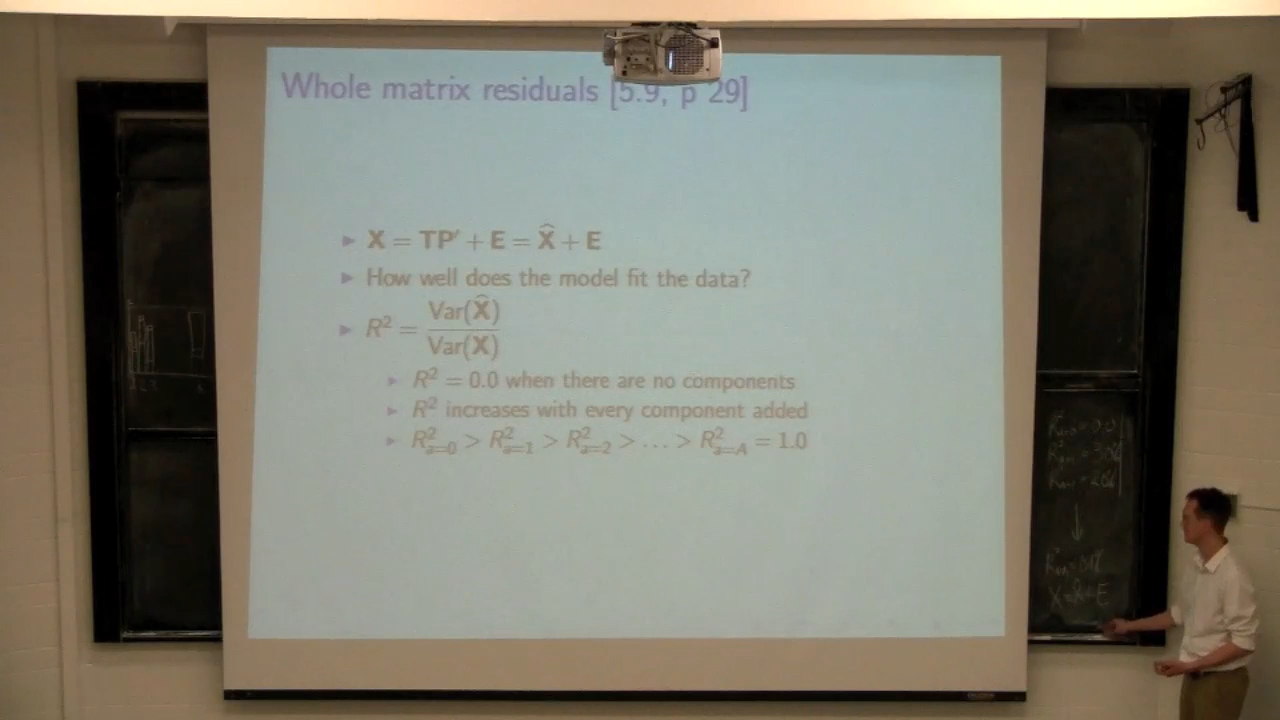 Whole matrix residuals [5.9, p 29]
▶ X = TP′ + E = X̂ + E
▶ How well does the model fit the data?
▶ R² = Var(X̂) / Var(X)
▶ R² = 0.0 when there are no components
▶ R² increases with every component added
▶ R²a=0 > R²a=1 > R²a=2 > … > R²a=A = 1.0
X = X̂ + E